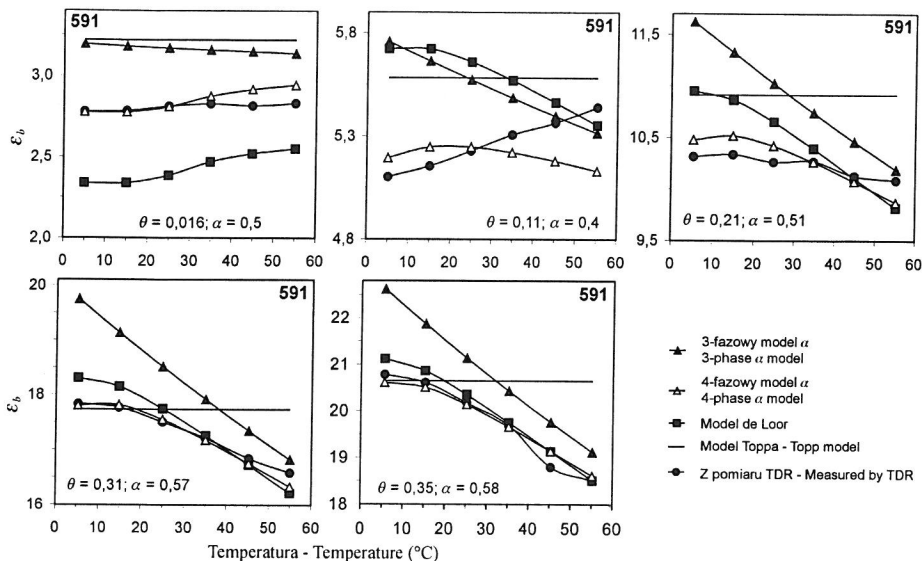 591
591
591
3,0
2,5
2,0
εb
θ = 0,016; α = 0,5
0 10 20 30 40 50 60
5,8
5,3
4,8
θ = 0,11; α = 0,4
0 10 20 30 40 50 60
11,5
10,5
9,5
θ = 0,21; α = 0,51
0 10 20 30 40 50 60
591
591
20
18
16
εb
θ = 0,31; α = 0,57
0 10 20 30 40 50 60
22
21
20
19
18
θ = 0,35; α = 0,58
0 10 20 30 40 50 60
Temperatura - Temperature (°C)
3-fazowy model α
3-phase α model
4-fazowy model α
4-phase α model
Model de Loor
Model Toppa - Topp model
Z pomiaru TDR - Measured by TDR